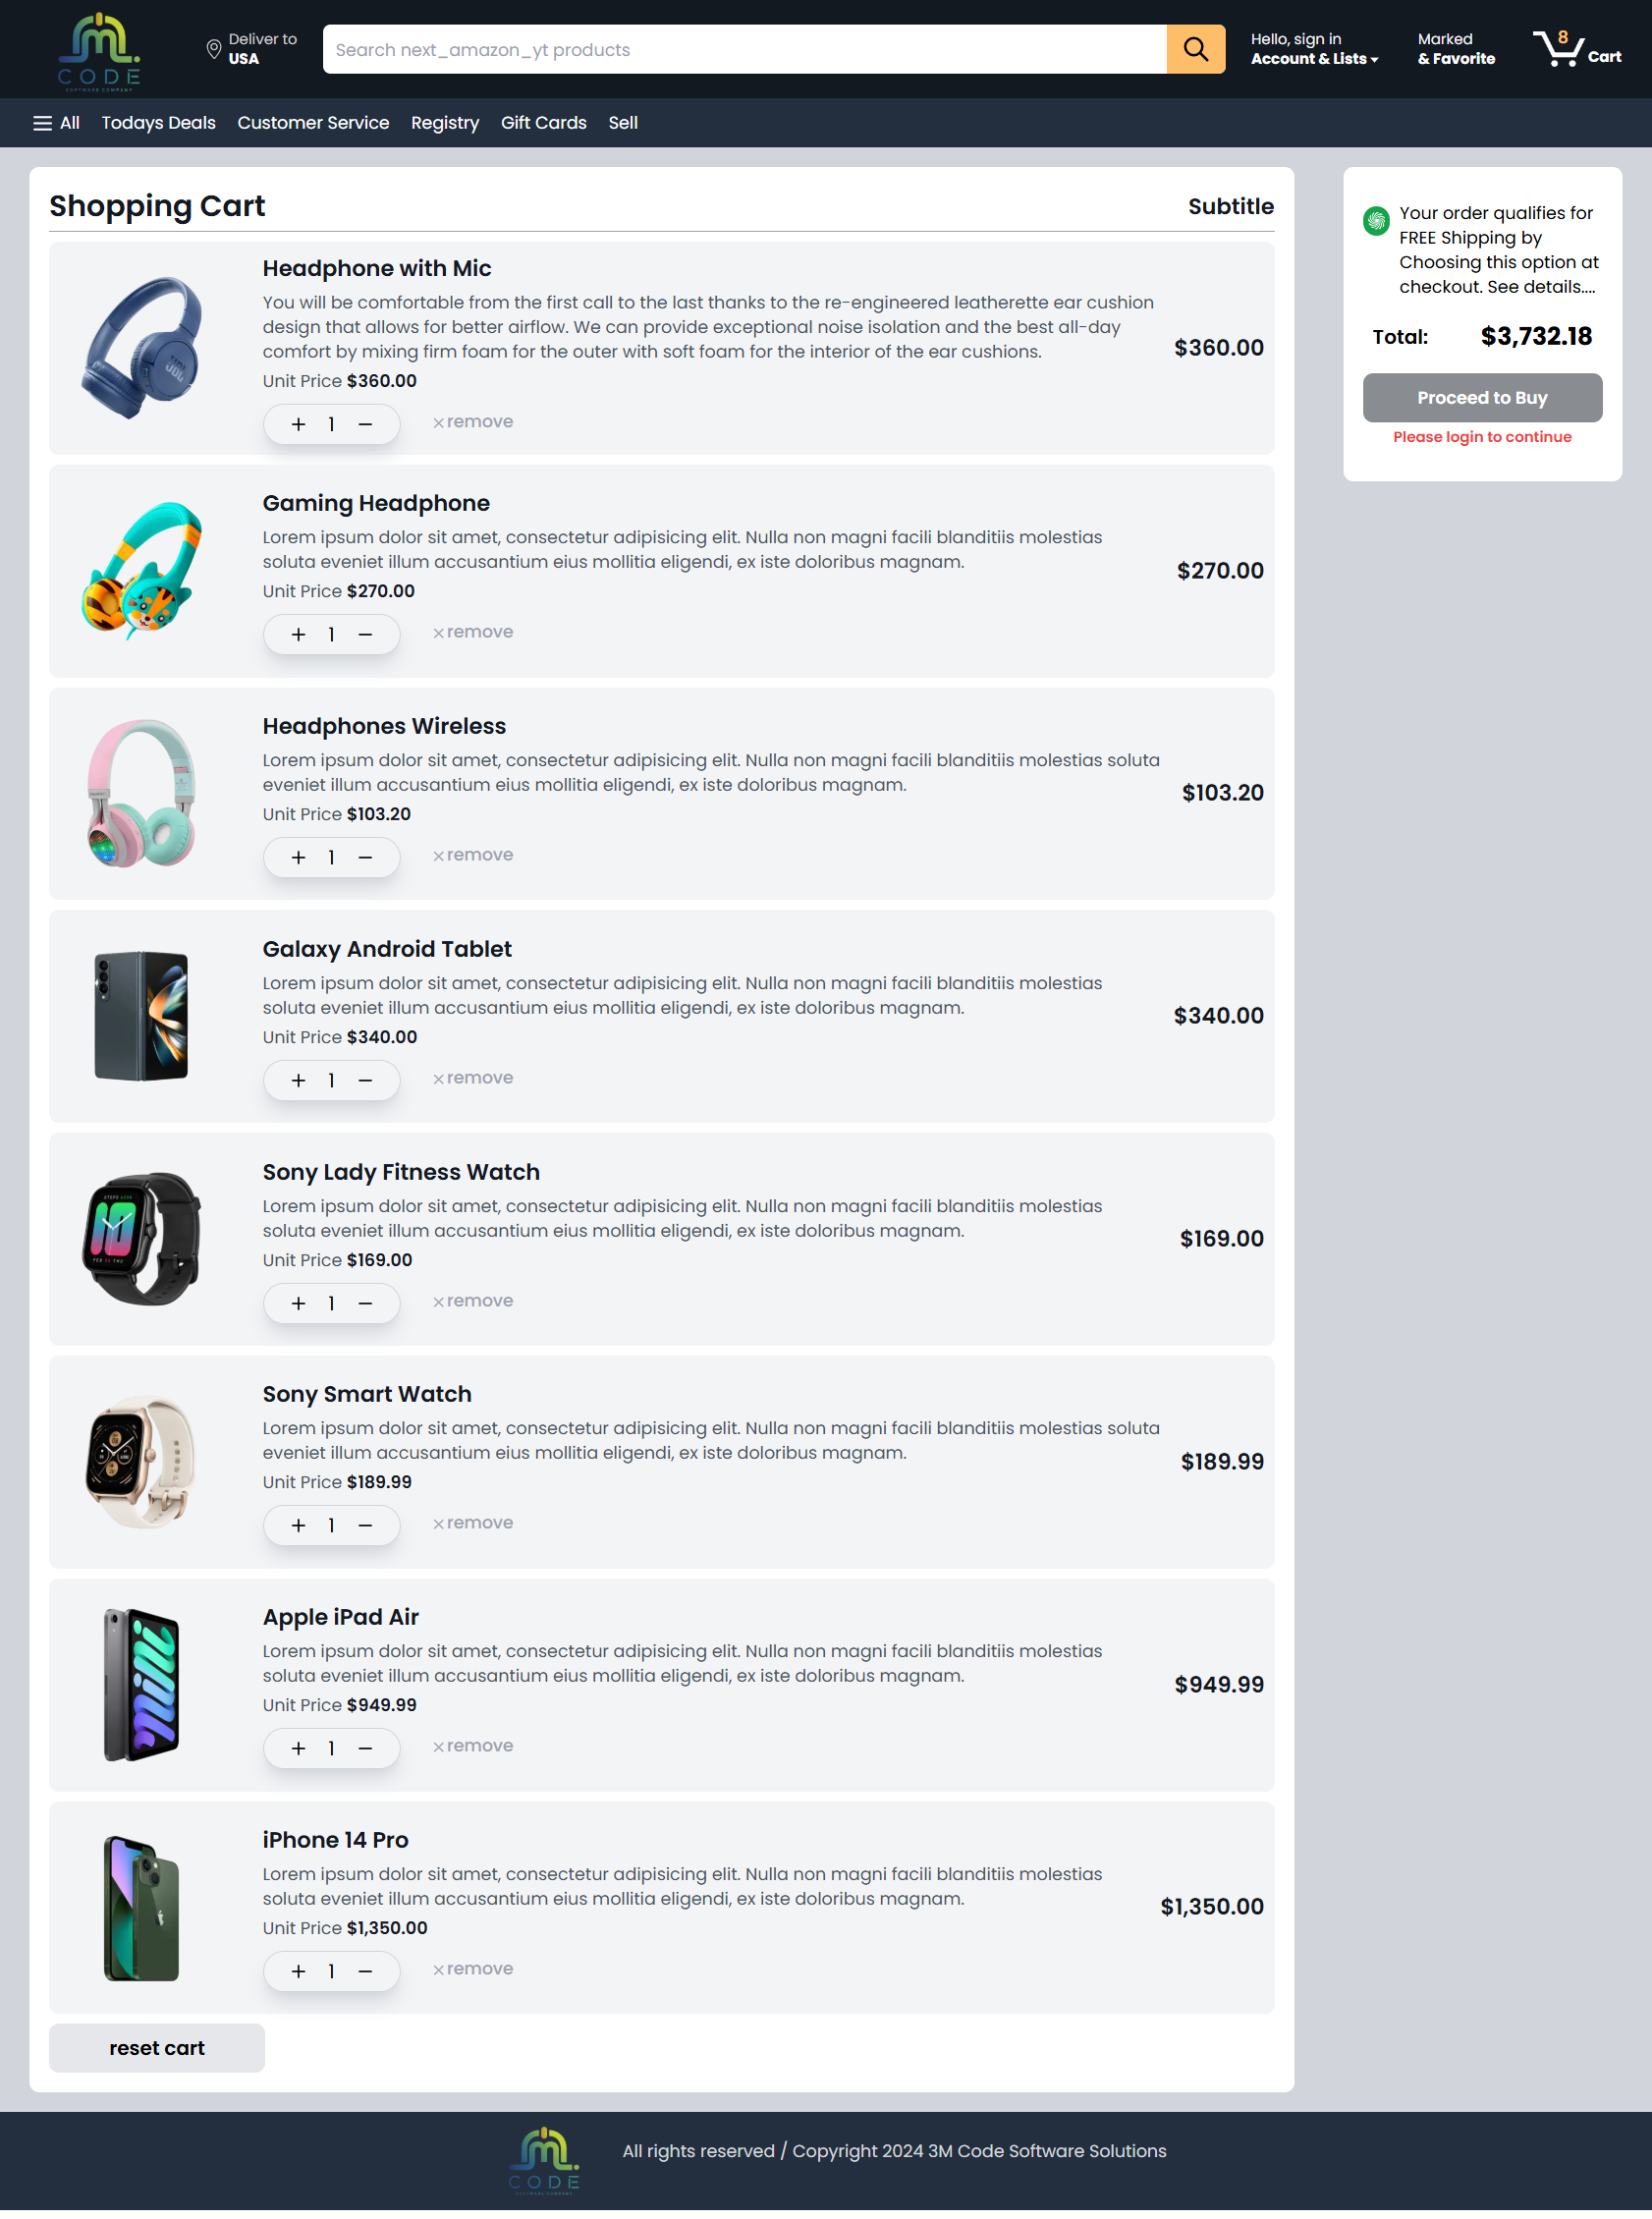 CODE
SOFTWARE COMPANY
Deliver to
USA
Search next_amazon_yt products
Hello, sign in
Account & Lists
Marked
& Favorite
8
Cart
All Todays Deals Customer Service Registry Gift Cards Sell
Shopping Cart
Subtitle
Headphone with Mic
You will be comfortable from the first call to the last thanks to the re-engineered leatherette ear cushion
design that allows for better airflow. We can provide exceptional noise isolation and the best all-day
comfort by mixing firm foam for the outer with soft foam for the interior of the ear cushions.
Unit Price $360.00
+ 1 −
×remove
$360.00
Gaming Headphone
Lorem ipsum dolor sit amet, consectetur adipisicing elit. Nulla non magni facili blanditiis molestias
soluta eveniet illum accusantium eius mollitia eligendi, ex iste doloribus magnam.
Unit Price $270.00
+ 1 −
×remove
$270.00
Headphones Wireless
Lorem ipsum dolor sit amet, consectetur adipisicing elit. Nulla non magni facili blanditiis molestias soluta
eveniet illum accusantium eius mollitia eligendi, ex iste doloribus magnam.
Unit Price $103.20
+ 1 −
×remove
$103.20
Galaxy Android Tablet
Lorem ipsum dolor sit amet, consectetur adipisicing elit. Nulla non magni facili blanditiis molestias
soluta eveniet illum accusantium eius mollitia eligendi, ex iste doloribus magnam.
Unit Price $340.00
+ 1 −
×remove
$340.00
Sony Lady Fitness Watch
Lorem ipsum dolor sit amet, consectetur adipisicing elit. Nulla non magni facili blanditiis molestias
soluta eveniet illum accusantium eius mollitia eligendi, ex iste doloribus magnam.
Unit Price $169.00
+ 1 −
×remove
$169.00
Sony Smart Watch
Lorem ipsum dolor sit amet, consectetur adipisicing elit. Nulla non magni facili blanditiis molestias soluta
eveniet illum accusantium eius mollitia eligendi, ex iste doloribus magnam.
Unit Price $189.99
+ 1 −
×remove
$189.99
Apple iPad Air
Lorem ipsum dolor sit amet, consectetur adipisicing elit. Nulla non magni facili blanditiis molestias
soluta eveniet illum accusantium eius mollitia eligendi, ex iste doloribus magnam.
Unit Price $949.99
+ 1 −
×remove
$949.99
iPhone 14 Pro
Lorem ipsum dolor sit amet, consectetur adipisicing elit. Nulla non magni facili blanditiis molestias
soluta eveniet illum accusantium eius mollitia eligendi, ex iste doloribus magnam.
Unit Price $1,350.00
+ 1 −
×remove
$1,350.00
reset cart
Your order qualifies for
FREE Shipping by
Choosing this option at
checkout. See details....
Total: $3,732.18
Proceed to Buy
Please login to continue
CODE
All rights reserved / Copyright 2024 3M Code Software Solutions